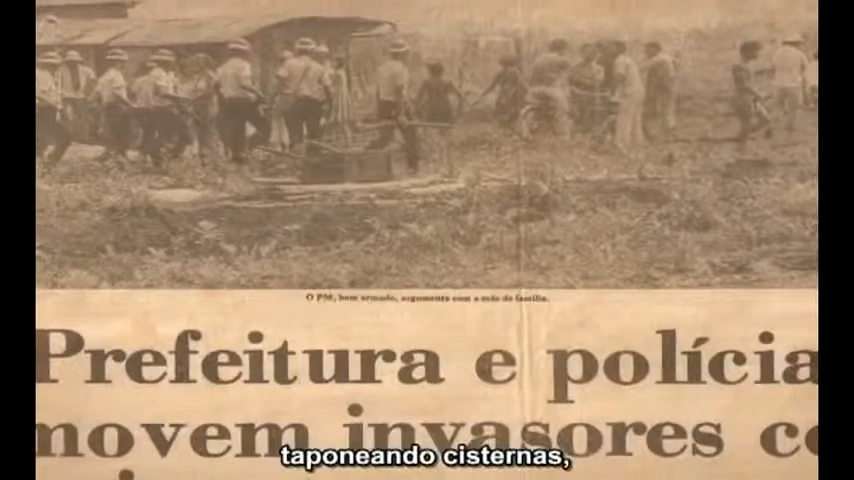 O PM, bem armado, argumenta com a mãe de família.
Prefeitura e polícia
movem invasores
taponeando cisternas,